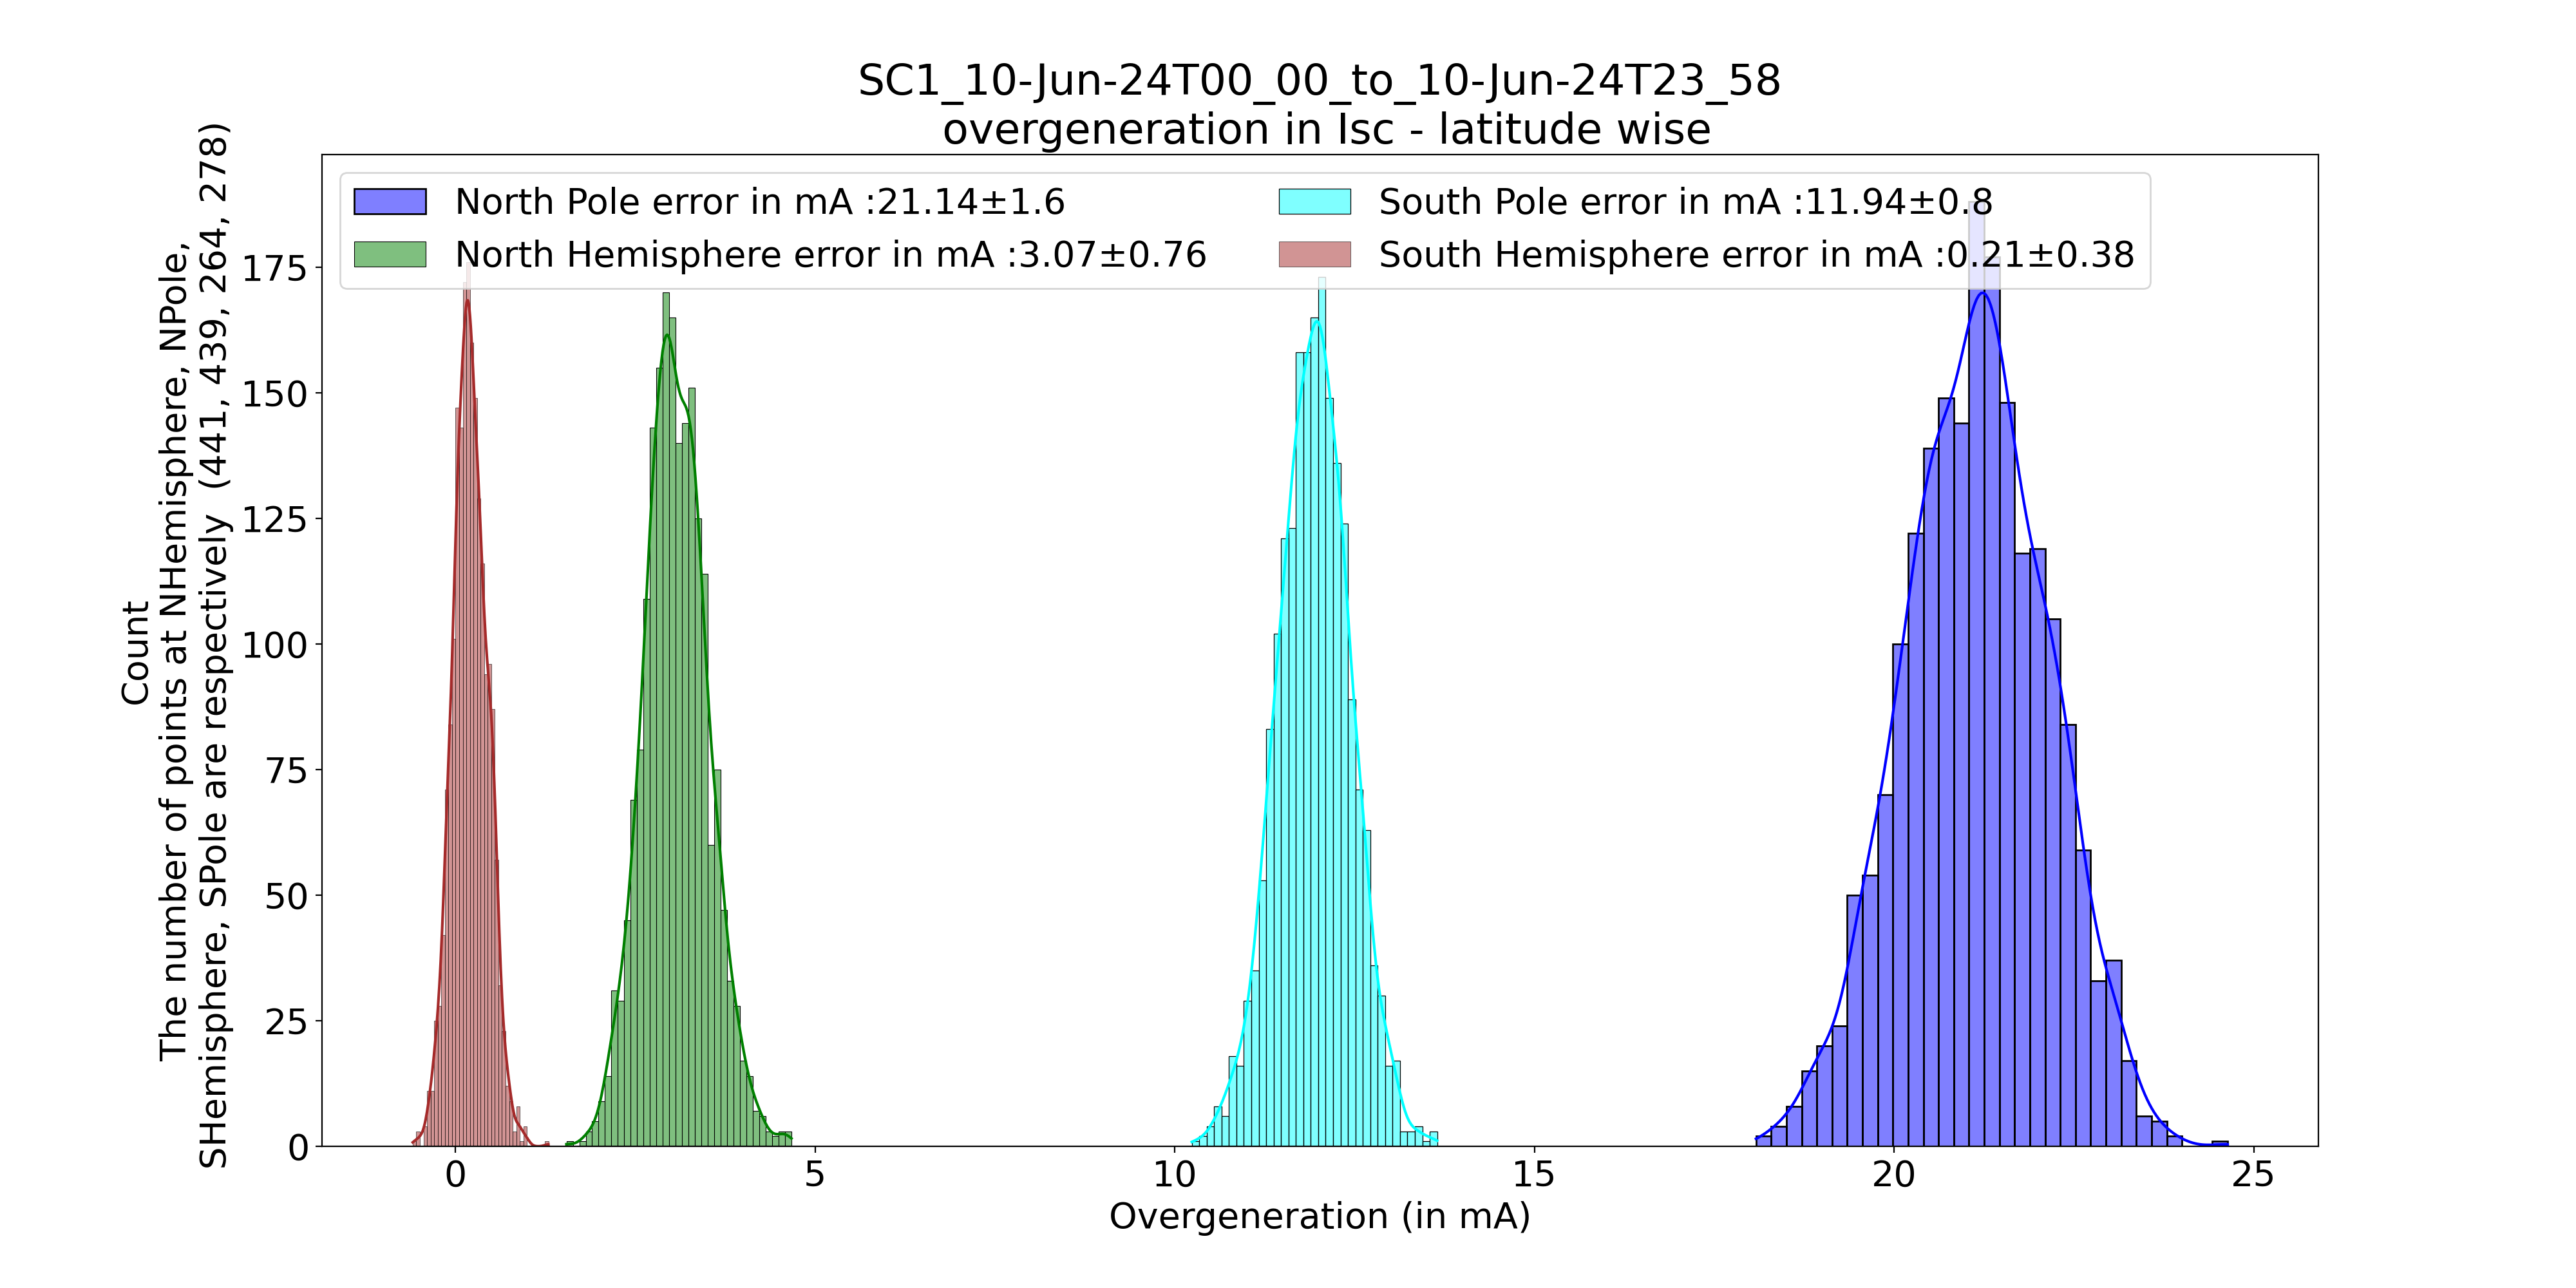 SC1_10-Jun-24T00_00_to_10-Jun-24T23_58
overgeneration in Isc - latitude wise
North Pole error in mA :21.14±1.6
North Hemisphere error in mA :3.07±0.76
South Pole error in mA :11.94±0.8
South Hemisphere error in mA :0.21±0.38
Count
The number of points at NHemisphere, NPole,
SHemisphere, SPole are respectively (441, 439, 264, 278)
175
150
125
100
75
50
25
0
0 5 10 15 20 25
Overgeneration (in mA)